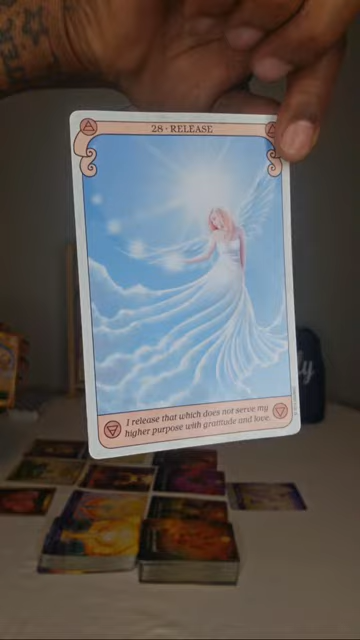 28 - RELEASE
I release that which does not serve my
higher purpose with gratitude and love.